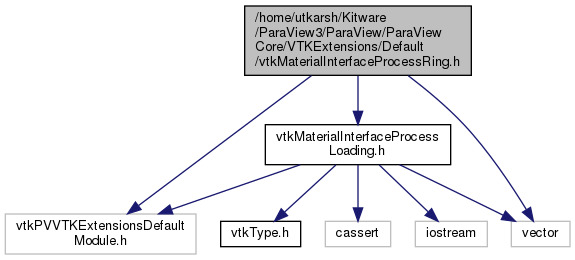 /home/utkarsh/Kitware
/ParaView3/ParaView/ParaView
Core/VTKExtensions/Default
/vtkMaterialInterfaceProcessRing.h
vtkMaterialInterfaceProcess
Loading.h
vtkPVVTKExtensionsDefault
Module.h
vtkType.h
cassert
iostream
vector